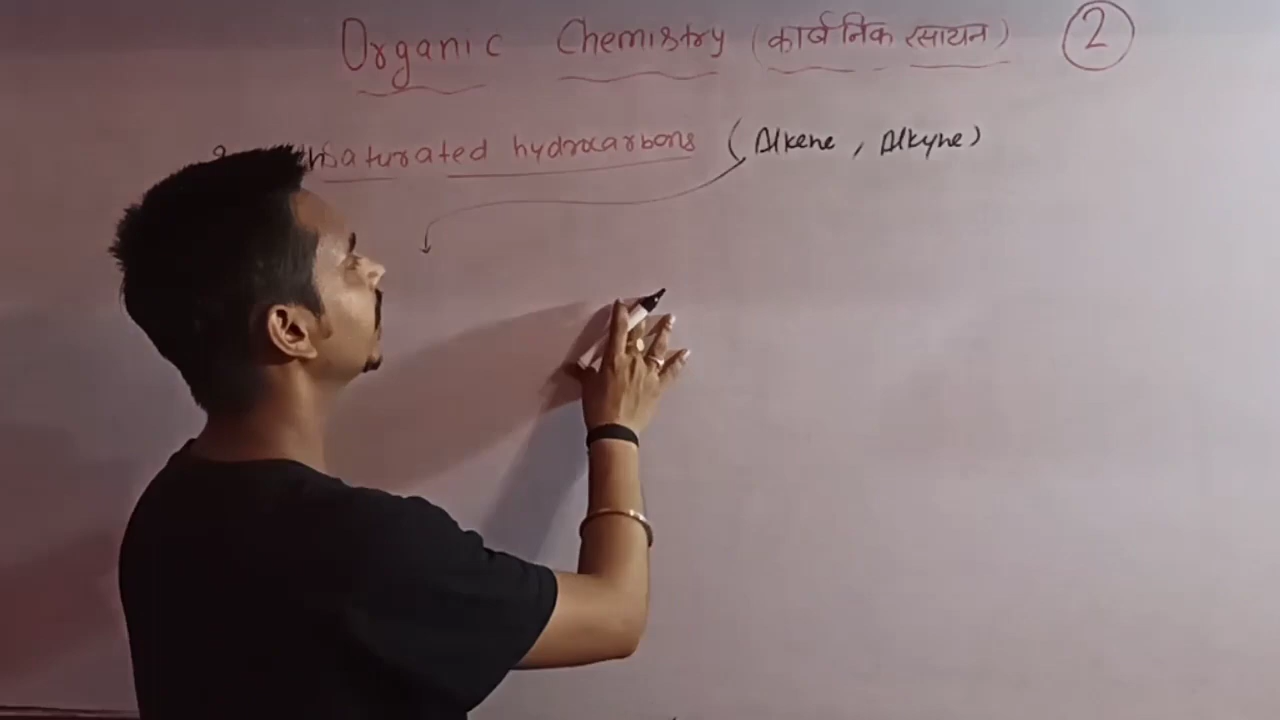 Organic Chemistry (कार्बनिक रसायन) 2
saturated hydrocarbons (Alkene, Alkyne)